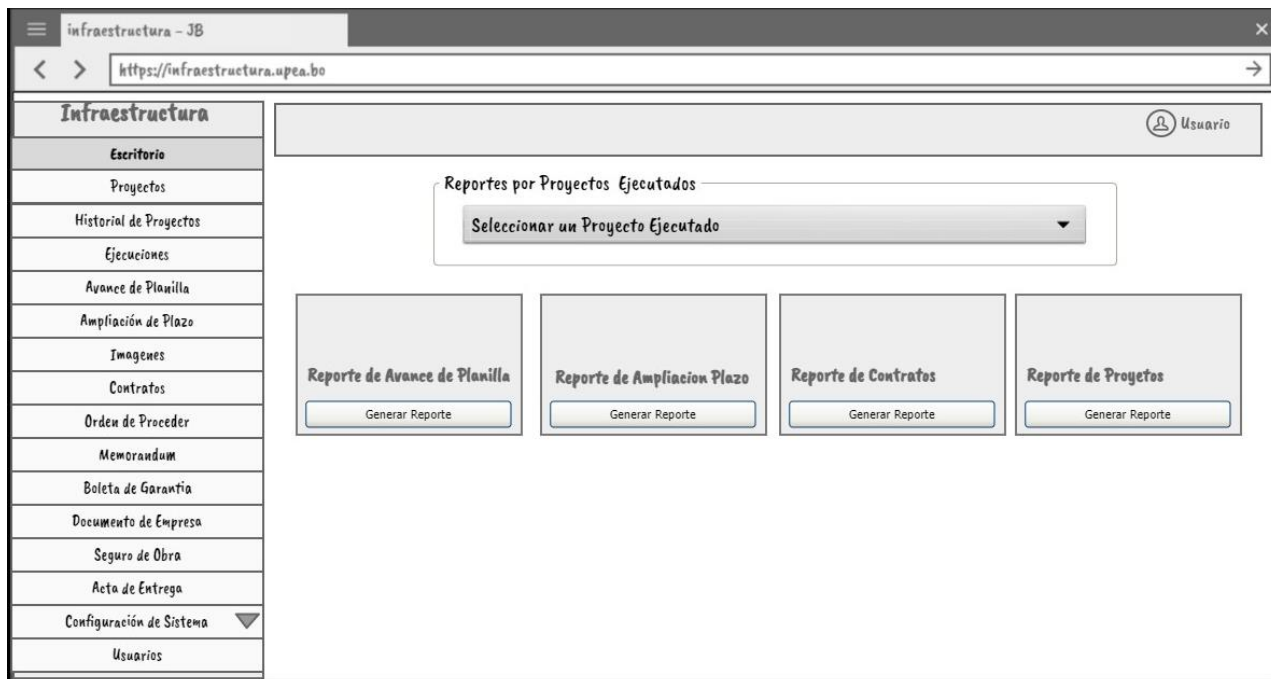 infraestructura - JB
https://infraestructura.upea.bo
Infraestructura
Escritorio
Proyectos
Historial de Proyectos
Ejecuciones
Avance de Planilla
Ampliación de Plazo
Imagenes
Contratos
Orden de Proceder
Memorandum
Boleta de Garantia
Documento de Empresa
Seguro de Obra
Acta de Entrega
Configuración de Sistema
Usuarios
Usuario
Reportes por Proyectos Ejecutados
Seleccionar un Proyecto Ejecutado
Reporte de Avance de Planilla
Generar Reporte
Reporte de Ampliacion Plazo
Generar Reporte
Reporte de Contratos
Generar Reporte
Reporte de Proyetos
Generar Reporte